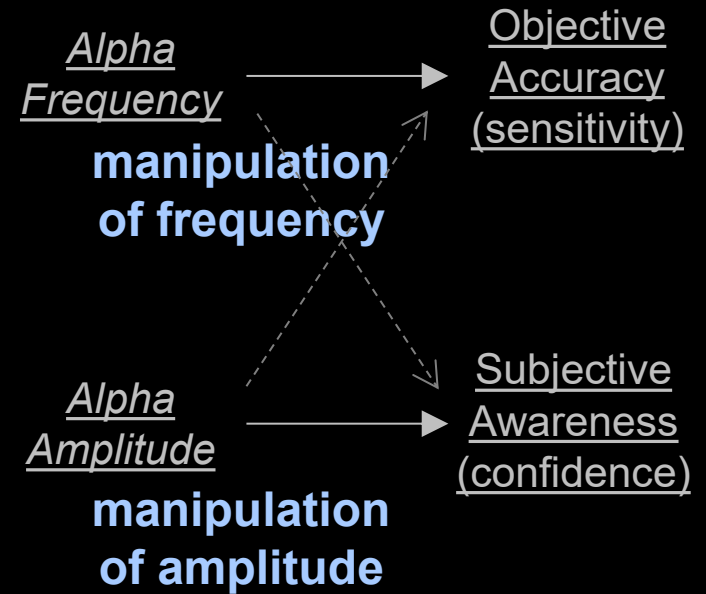 Alpha
Frequency
Objective
Accuracy
(sensitivity)
manipulation
of frequency
Alpha
Amplitude
Subjective
Awareness
(confidence)
manipulation
of amplitude